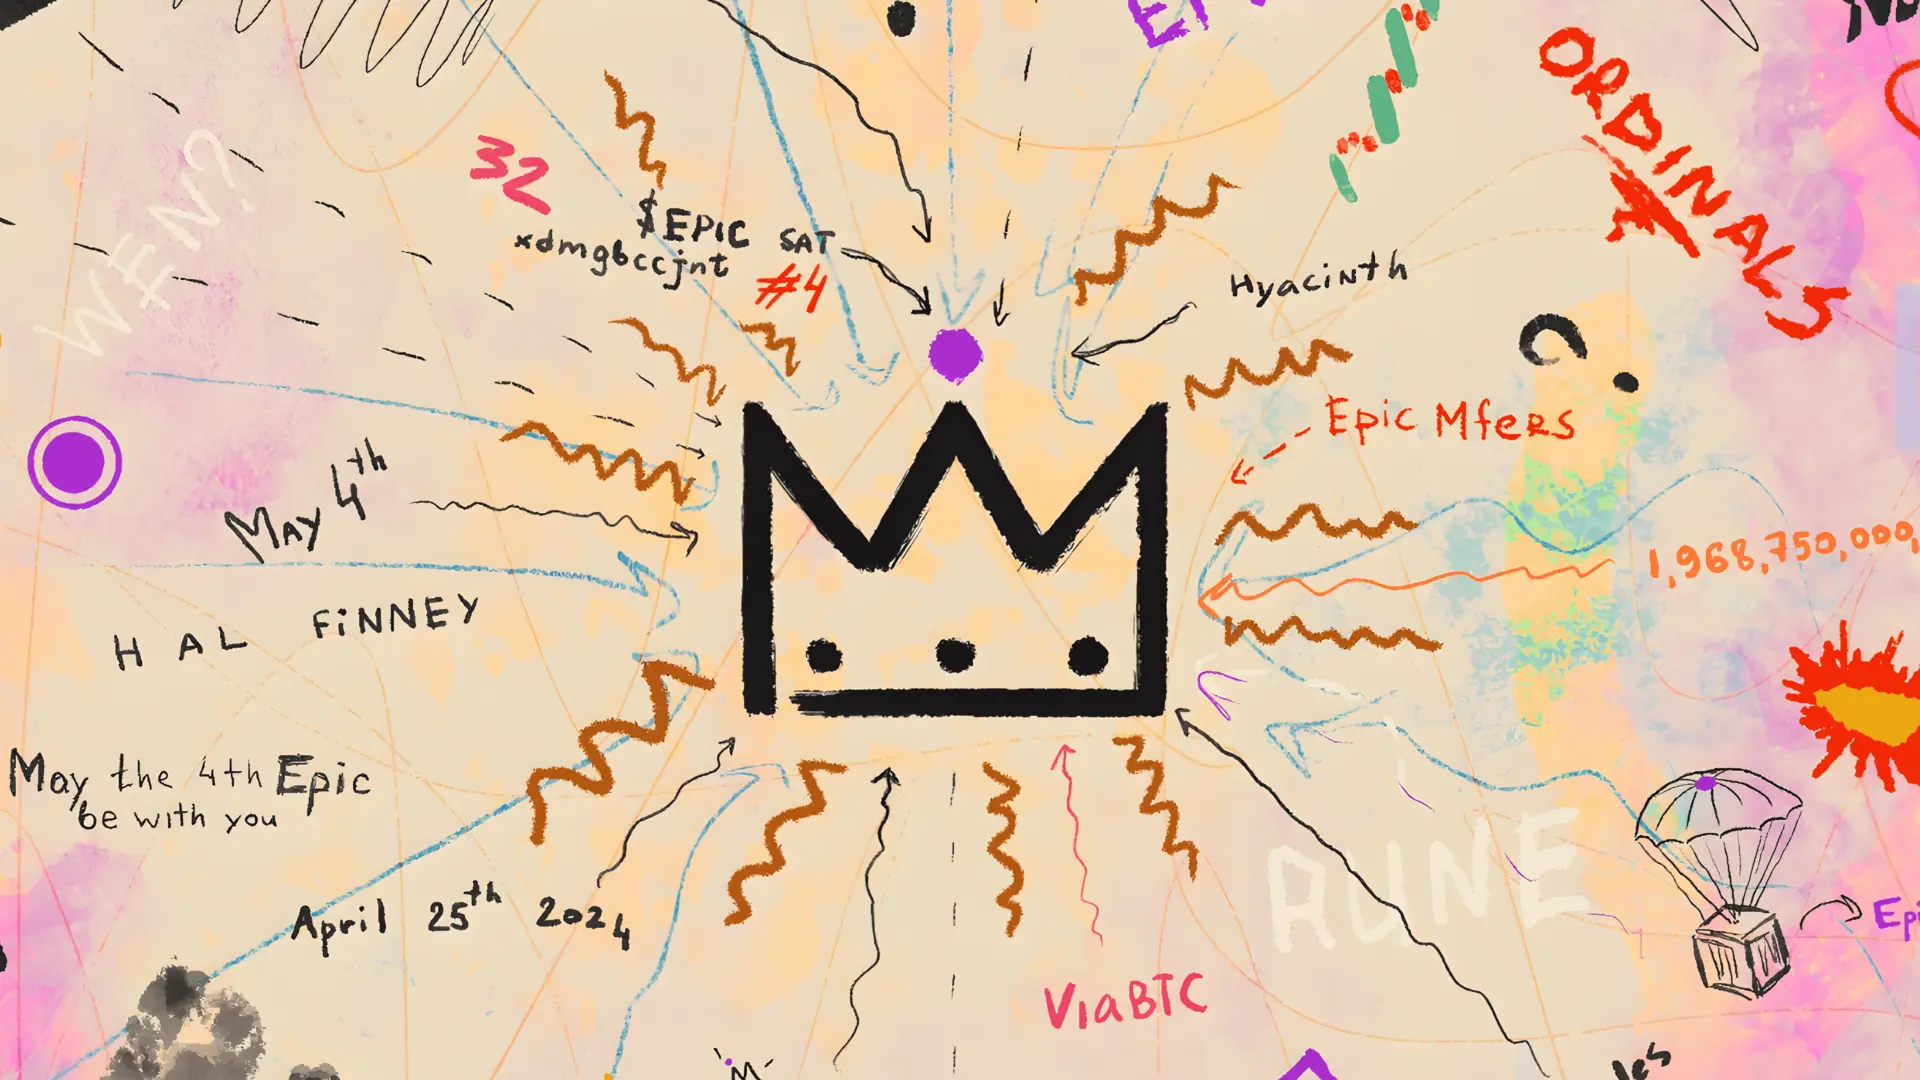 ORDINALS
WEN?
32
$EPIC SAT
xdmgbccjnt
#4
Hyacinth
Epic Mfers
May 4th
1,968,750,000,
HAL FiNNEY
May the 4th Epic
be with you
RUNE
April 25th 2024
Epi
ViaBTC